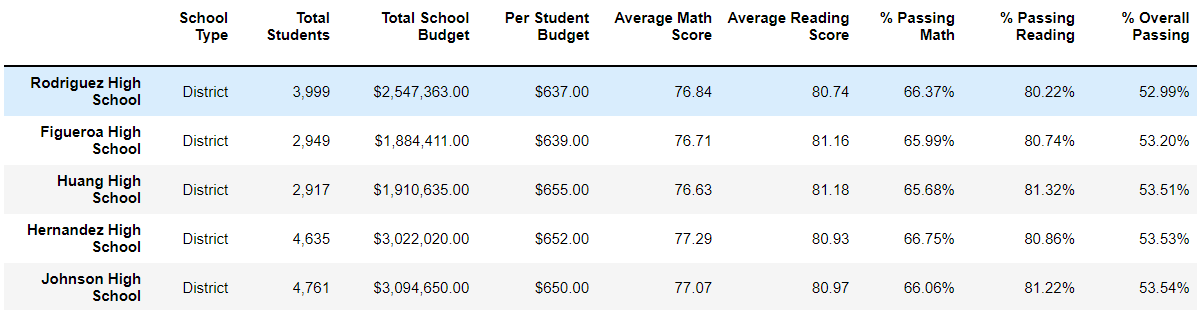 School Type Total Students Total School Budget Per Student Budget Average Math Score Average Reading Score % Passing Math % Passing Reading % Overall Passing
Rodriguez High School District 3,999 $2,547,363.00 $637.00 76.84 80.74 66.37% 80.22% 52.99%
Figueroa High School District 2,949 $1,884,411.00 $639.00 76.71 81.16 65.99% 80.74% 53.20%
Huang High School District 2,917 $1,910,635.00 $655.00 76.63 81.18 65.68% 81.32% 53.51%
Hernandez High School District 4,635 $3,022,020.00 $652.00 77.29 80.93 66.75% 80.86% 53.53%
Johnson High School District 4,761 $3,094,650.00 $650.00 77.07 80.97 66.06% 81.22% 53.54%